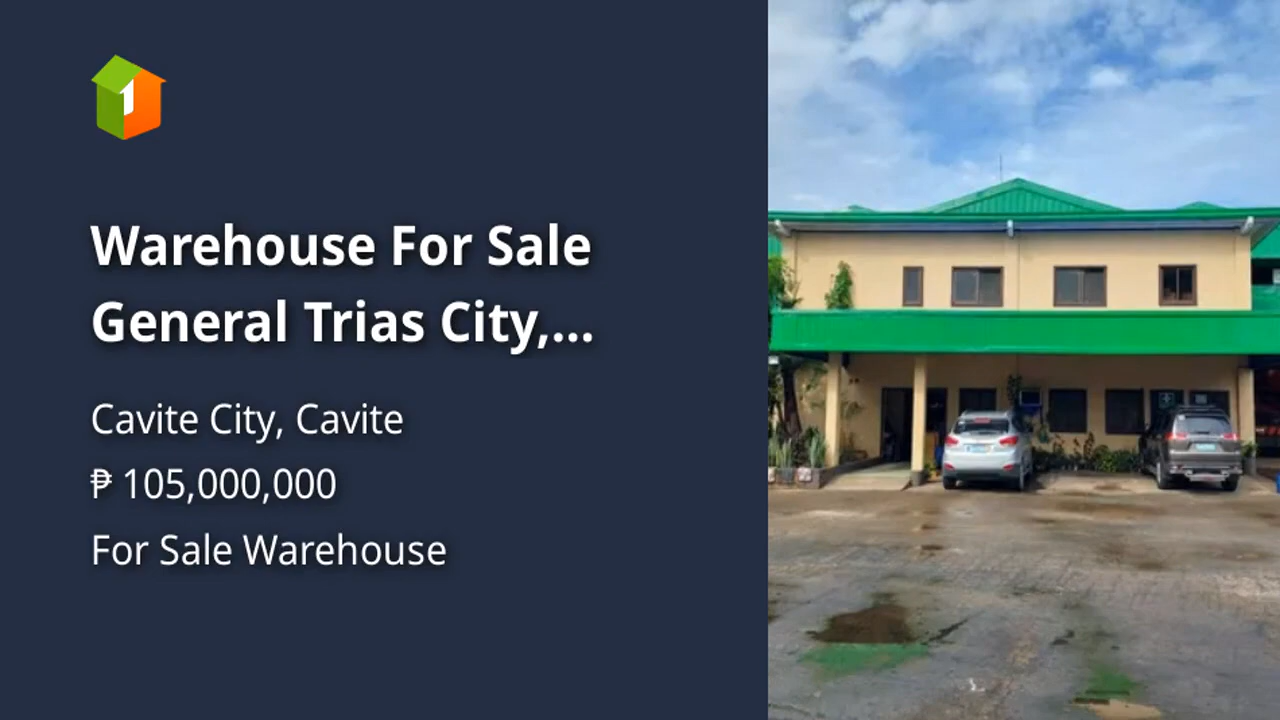 Warehouse For Sale
General Trias City,...
Cavite City, Cavite
₱ 105,000,000
For Sale Warehouse